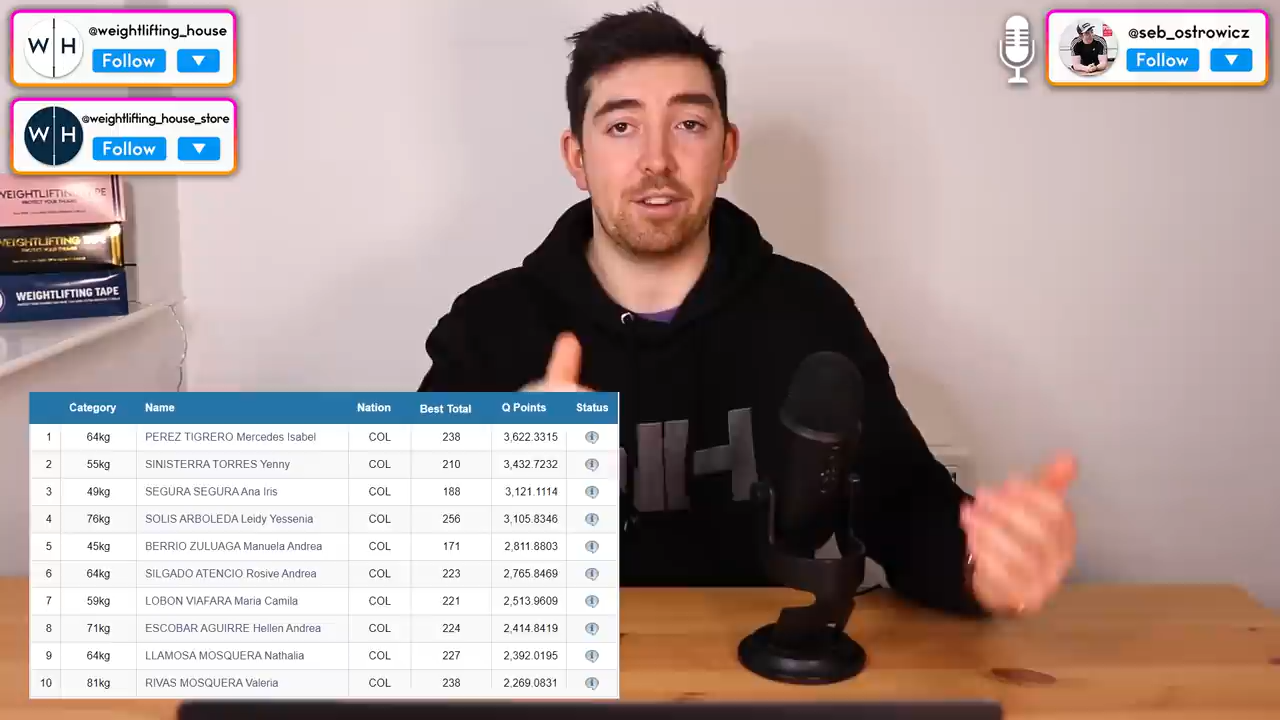 W H
@weightlifting_house
Follow
W H
@weightlifting_house_store
Follow
@seb_ostrowicz
Follow
WEIGHTLIFTING TAPE
WEIGHTLIFTING TAPE
WEIGHTLIFTING TAPE
Category Name Nation Best Total Q Points Status
1 64kg PEREZ TIGRERO Mercedes Isabel COL 238 3,622.3315
2 55kg SINISTERRA TORRES Yenny COL 210 3,432.7232
3 49kg SEGURA SEGURA Ana Iris COL 188 3,121.1114
4 76kg SOLIS ARBOLEDA Leidy Yessenia COL 256 3,105.8346
5 45kg BERRIO ZULUAGA Manuela Andrea COL 171 2,811.8803
6 64kg SILGADO ATENCIO Rosive Andrea COL 223 2,765.8469
7 59kg LOBON VIAFARA Maria Camila COL 221 2,513.9609
8 71kg ESCOBAR AGUIRRE Hellen Andrea COL 224 2,414.8419
9 64kg LLAMOSA MOSQUERA Nathalia COL 227 2,392.0195
10 81kg RIVAS MOSQUERA Valeria COL 238 2,269.0831